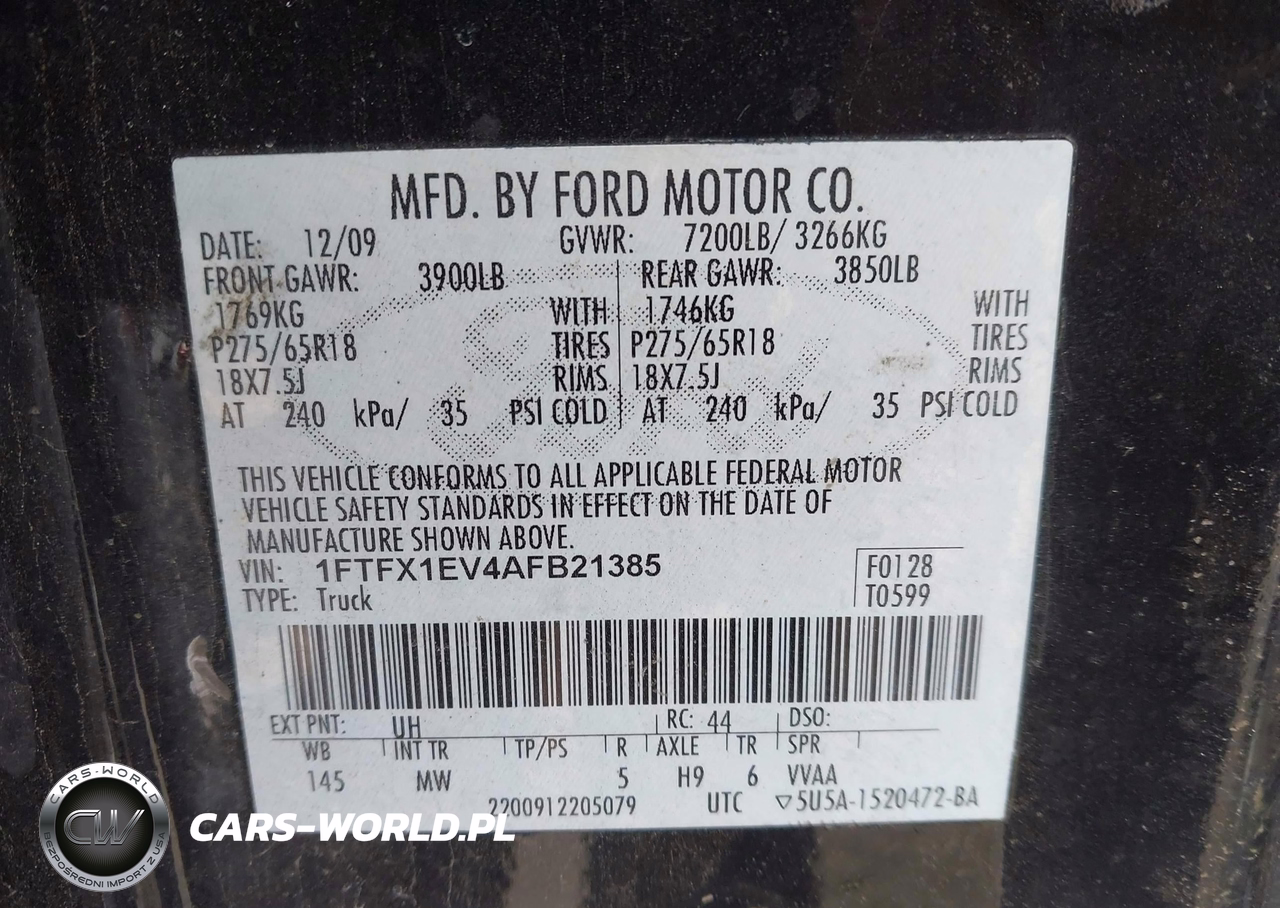 MFD. BY FORD MOTOR CO.
DATE: 12/09 GVWR: 7200LB/ 3266KG
FRONT GAWR: 3900LB REAR GAWR: 3850LB
1769KG WITH 1746KG WITH
P275/65R18 TIRES P275/65R18 TIRES
18X7.5J RIMS 18X7.5J RIMS
AT 240 kPa/ 35 PSI COLD AT 240 kPa/ 35 PSI COLD
THIS VEHICLE CONFORMS TO ALL APPLICABLE FEDERAL MOTOR
VEHICLE SAFETY STANDARDS IN EFFECT ON THE DATE OF
MANUFACTURE SHOWN ABOVE.
VIN: 1FTFX1EV4AFB21385 F0128
TYPE: Truck T0599
EXT PNT: UH RC: 44 DSO:
WB INT TR TP/PS R AXLE TR SPR
145 MW 5 H9 6 VVAA
2200912205079 UTC ▽5U5A-1520472-BA
CARS-WORLD
CW
BEZPOŚREDNI IMPORT Z USA
CARS-WORLD.PL